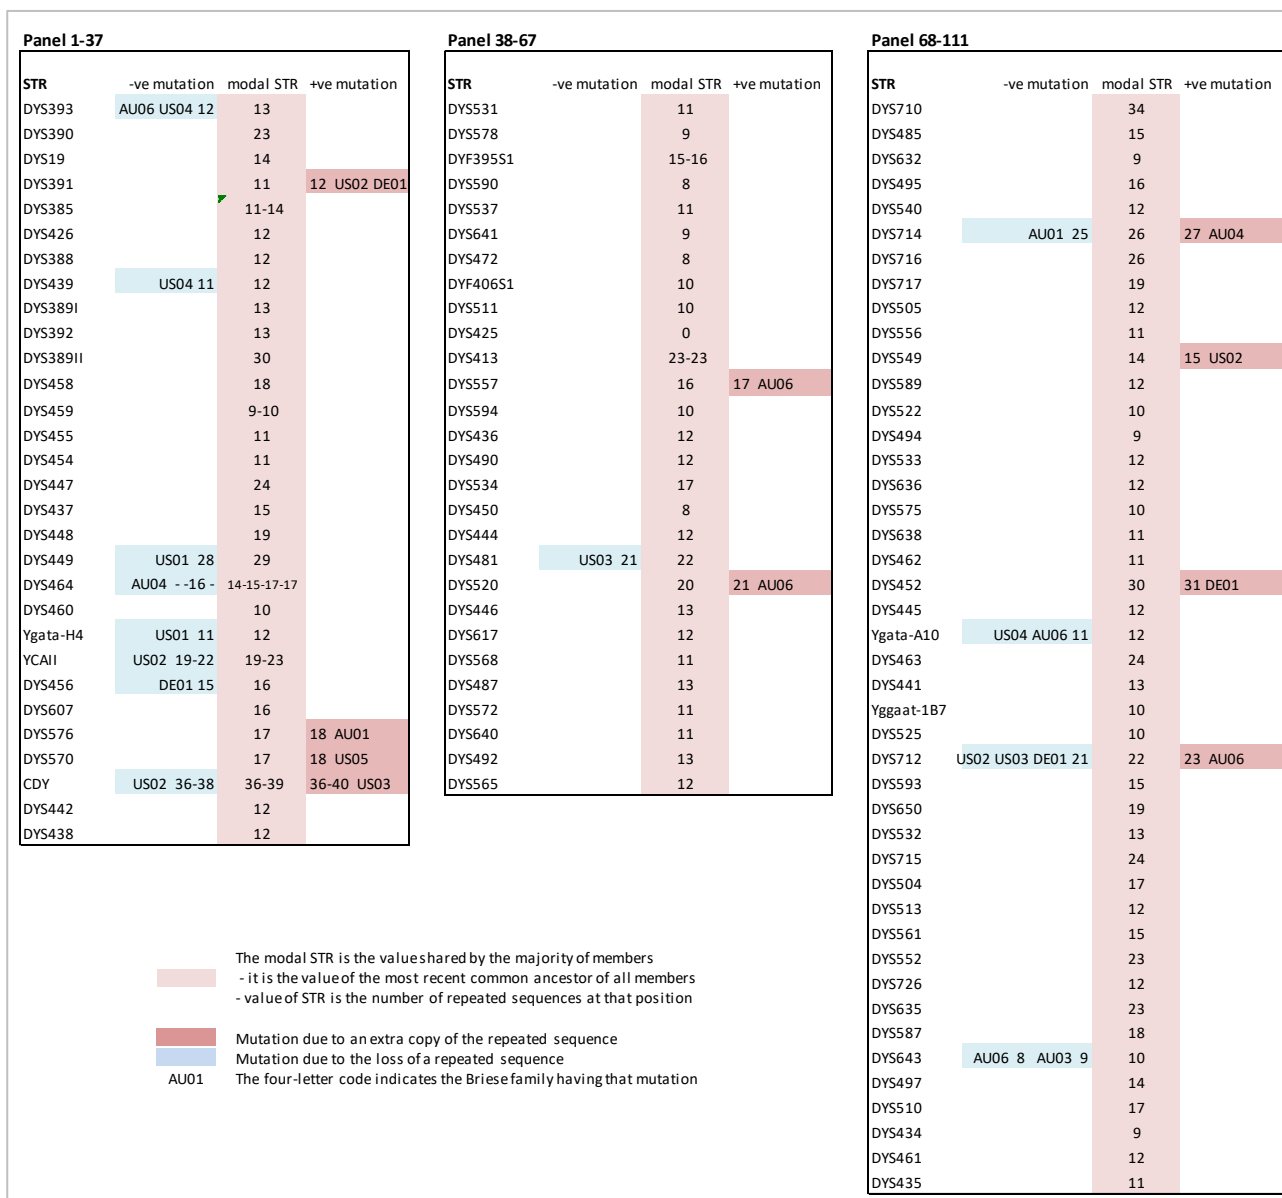 Panel 1-37
STR -ve mutation modal STR +ve mutation
DYS393 AU06 US04 12 13
DYS390 23
DYS19 14
DYS391 11 12 US02 DE01
DYS385 11-14
DYS426 12
DYS388 12
DYS439 US04 11 12
DYS389I 13
DYS392 13
DYS389II 30
DYS458 18
DYS459 9-10
DYS455 11
DYS454 11
DYS447 24
DYS437 15
DYS448 19
DYS449 US01 28 29
DYS464 AU04 - -16 - 14-15-17-17
DYS460 10
Ygata-H4 US01 11 12
YCAII US02 19-22 19-23
DYS456 DE01 15 16
DYS607 16
DYS576 17 18 AU01
DYS570 17 18 US05
CDY US02 36-38 36-39 36-40 US03
DYS442 12
DYS438 12
Panel 38-67
STR -ve mutation modal STR +ve mutation
DYS531 11
DYS578 9
DYF395S1 15-16
DYS590 8
DYS537 11
DYS641 9
DYS472 8
DYF406S1 10
DYS511 10
DYS425 0
DYS413 23-23
DYS557 16 17 AU06
DYS594 10
DYS436 12
DYS490 12
DYS534 17
DYS450 8
DYS444 12
DYS481 US03 21 22
DYS520 20 21 AU06
DYS446 13
DYS617 12
DYS568 11
DYS487 13
DYS572 11
DYS640 11
DYS492 13
DYS565 12
Panel 68-111
STR -ve mutation modal STR +ve mutation
DYS710 34
DYS485 15
DYS632 9
DYS495 16
DYS540 12
DYS714 AU01 25 26 27 AU04
DYS716 26
DYS717 19
DYS505 12
DYS556 11
DYS549 14 15 US02
DYS589 12
DYS522 10
DYS494 9
DYS533 12
DYS636 12
DYS575 10
DYS638 11
DYS462 11
DYS452 30 31 DE01
DYS445 12
Ygata-A10 US04 AU06 11 12
DYS463 24
DYS441 13
Yggaat-1B7 10
DYS525 10
DYS712 US02 US03 DE01 21 22 23 AU06
DYS593 15
DYS650 19
DYS532 13
DYS715 24
DYS504 17
DYS513 12
DYS561 15
DYS552 23
DYS726 12
DYS635 23
DYS587 18
DYS643 AU06 8 AU03 9 10
DYS497 14
DYS510 17
DYS434 9
DYS461 12
DYS435 11
The modal STR is the value shared by the majority of members
- it is the value of the most recent common ancestor of all members
- value of STR is the number of repeated sequences at that position
Mutation due to an extra copy of the repeated sequence
Mutation due to the loss of a repeated sequence
AU01 The four-letter code indicates the Briese family having that mutation